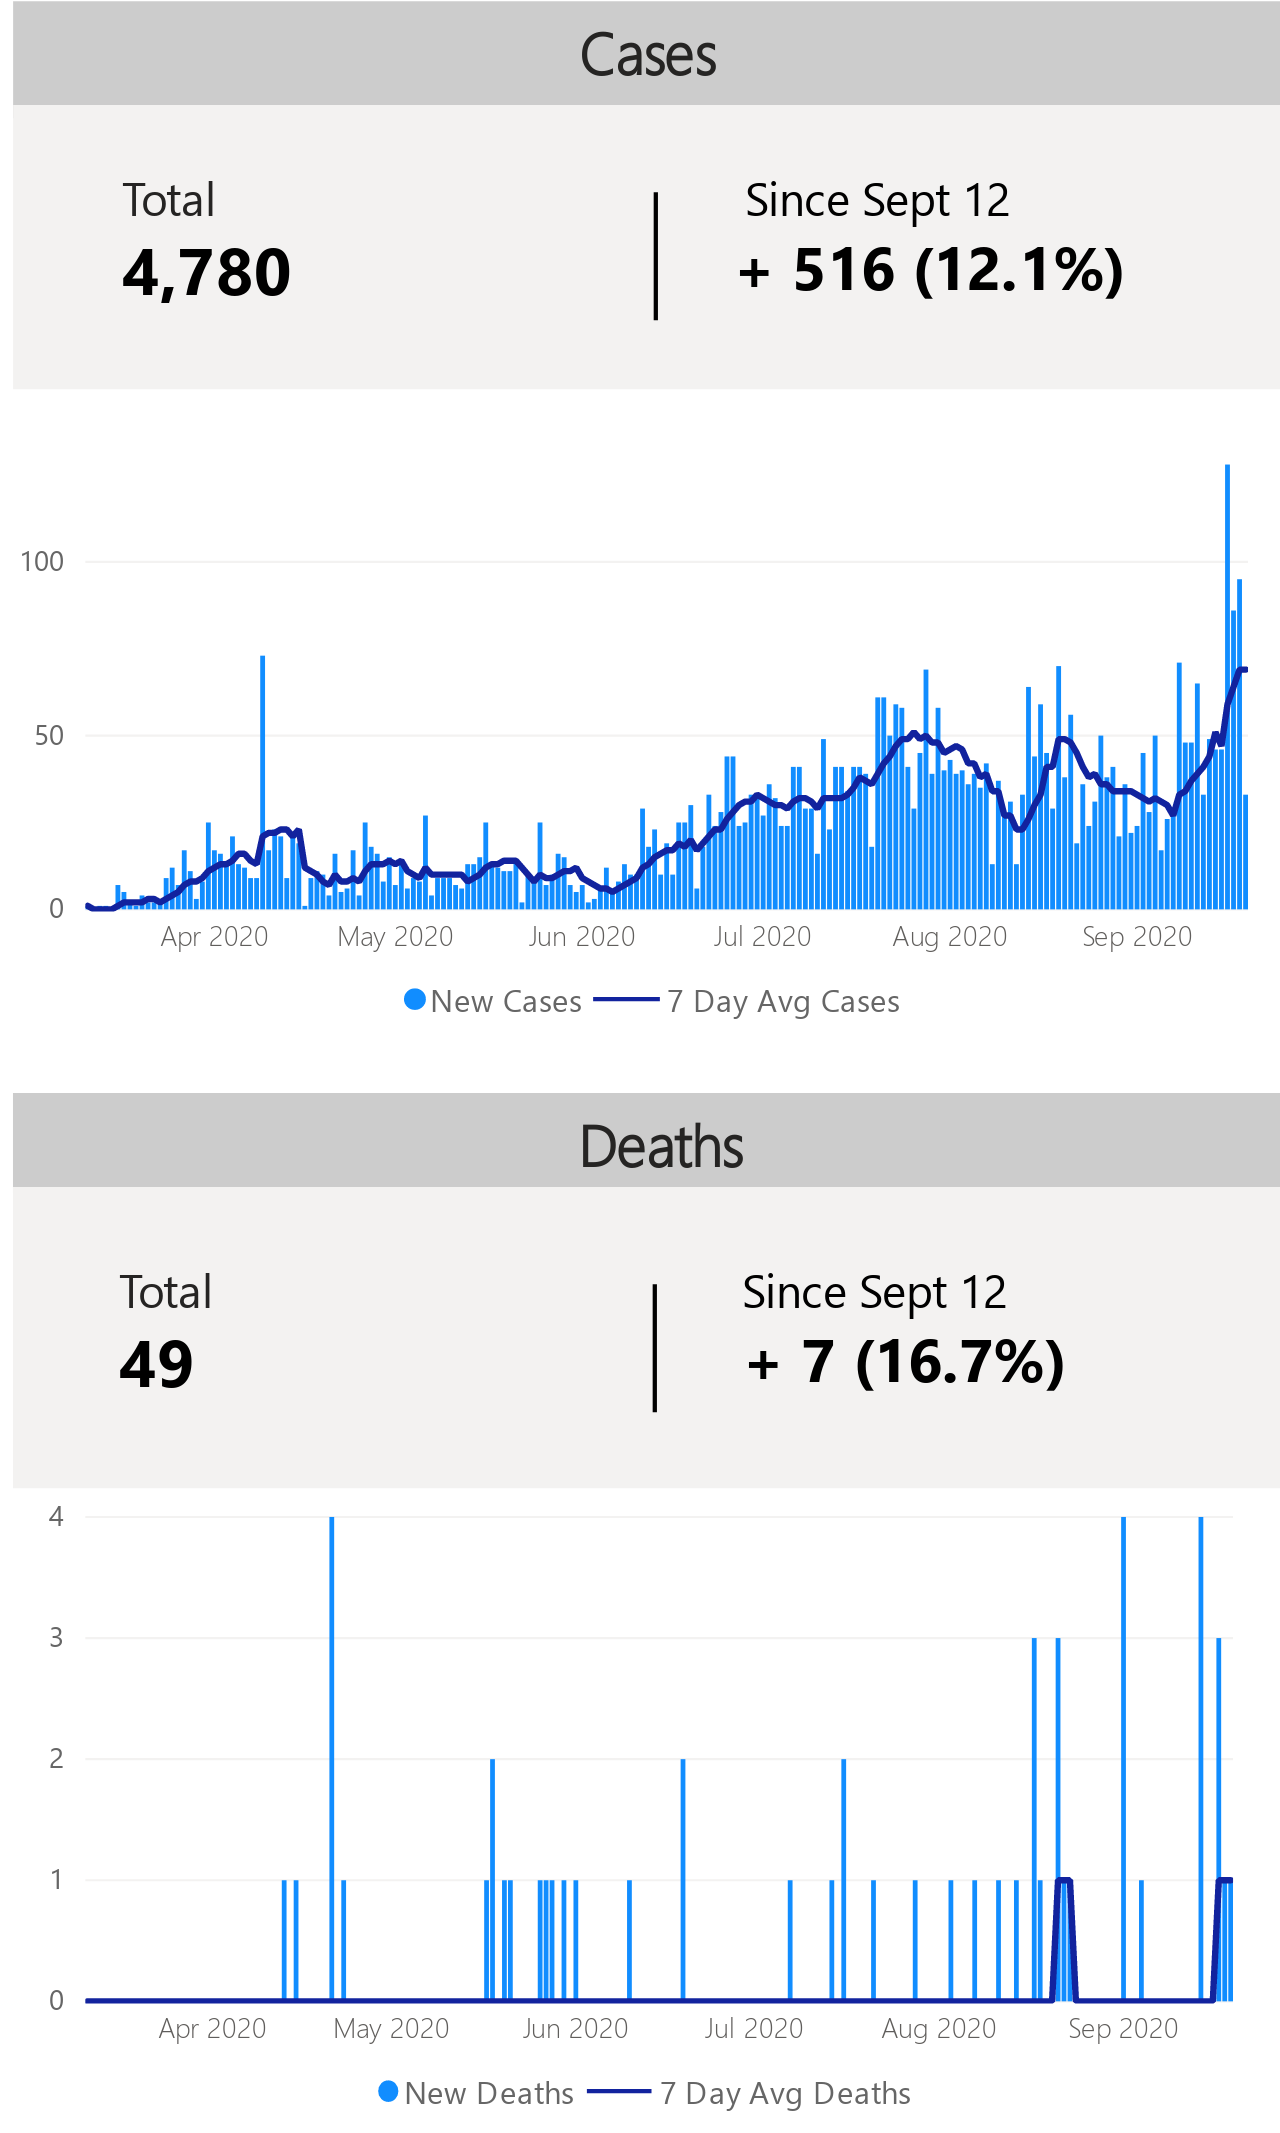 Cases
Total
Since Sept 12
4,780
+ 516 (12.1%)
100
50
0
Apr 2020
May 2020
Jun 2020
Jul 2020
Aug 2020
Sep 2020
New Cases
7 Day Avg Cases
Deaths
Total
Since Sept 12
49
+ 7 (16.7%)
4
3
2
1
0
Apr 2020
May 2020
Jun 2020
Jul 2020
Aug 2020
Sep 2020
New Deaths
7 Day Avg Deaths